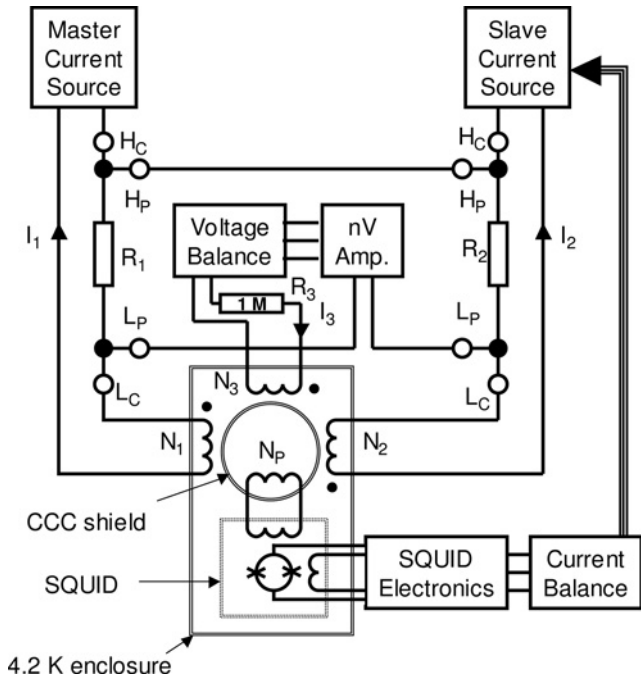 Master
Current
Source
Slave
Current
Source
H_C
H_C
H_P
H_P
I_1
R_1
Voltage
Balance
nV
Amp.
R_2
I_2
R_3
1 M
I_3
L_P
L_P
L_C
L_C
N_3
N_1
N_P
N_2
CCC shield
SQUID
SQUID
Electronics
Current
Balance
4.2 K enclosure